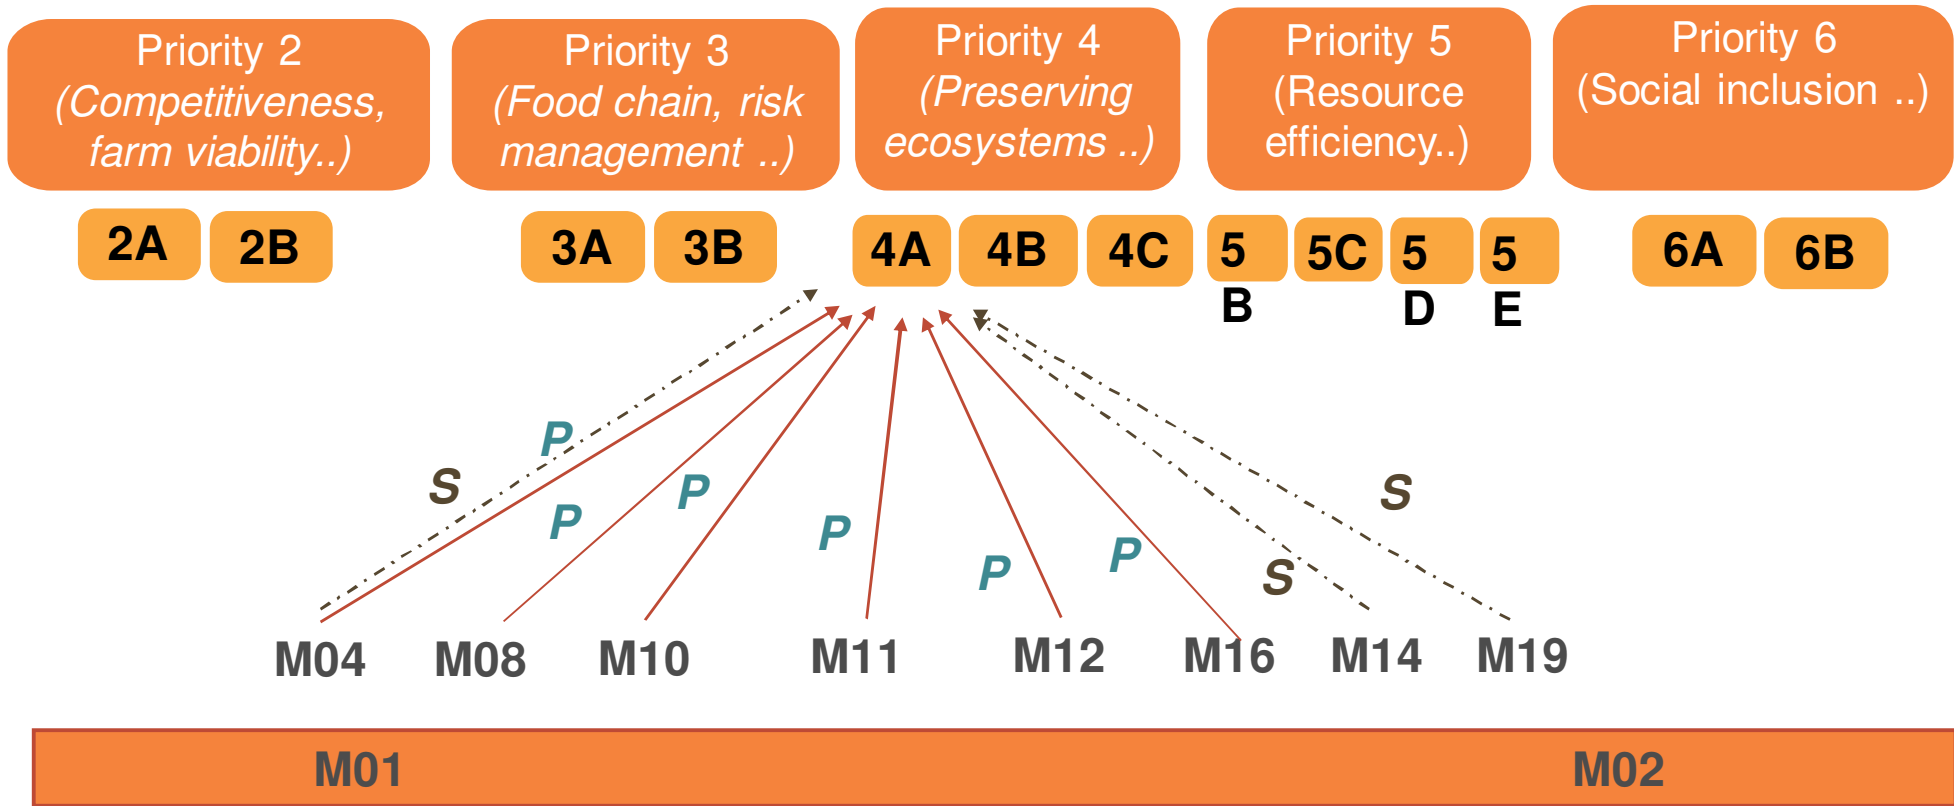 Priority 2
(Competitiveness,
farm viability..)
Priority 3
(Food chain, risk
management ..)
Priority 4
(Preserving
ecosystems ..)
Priority 5
(Resource
efficiency..)
Priority 6
(Social inclusion ..)
2A
2B
3A
3B
4A
4B
4C
5
B
5C
5
D
5
E
6A
6B
P
S
P
P
P
P
P
S
S
M04
M08
M10
M11
M12
M16
M14
M19
M01
M02